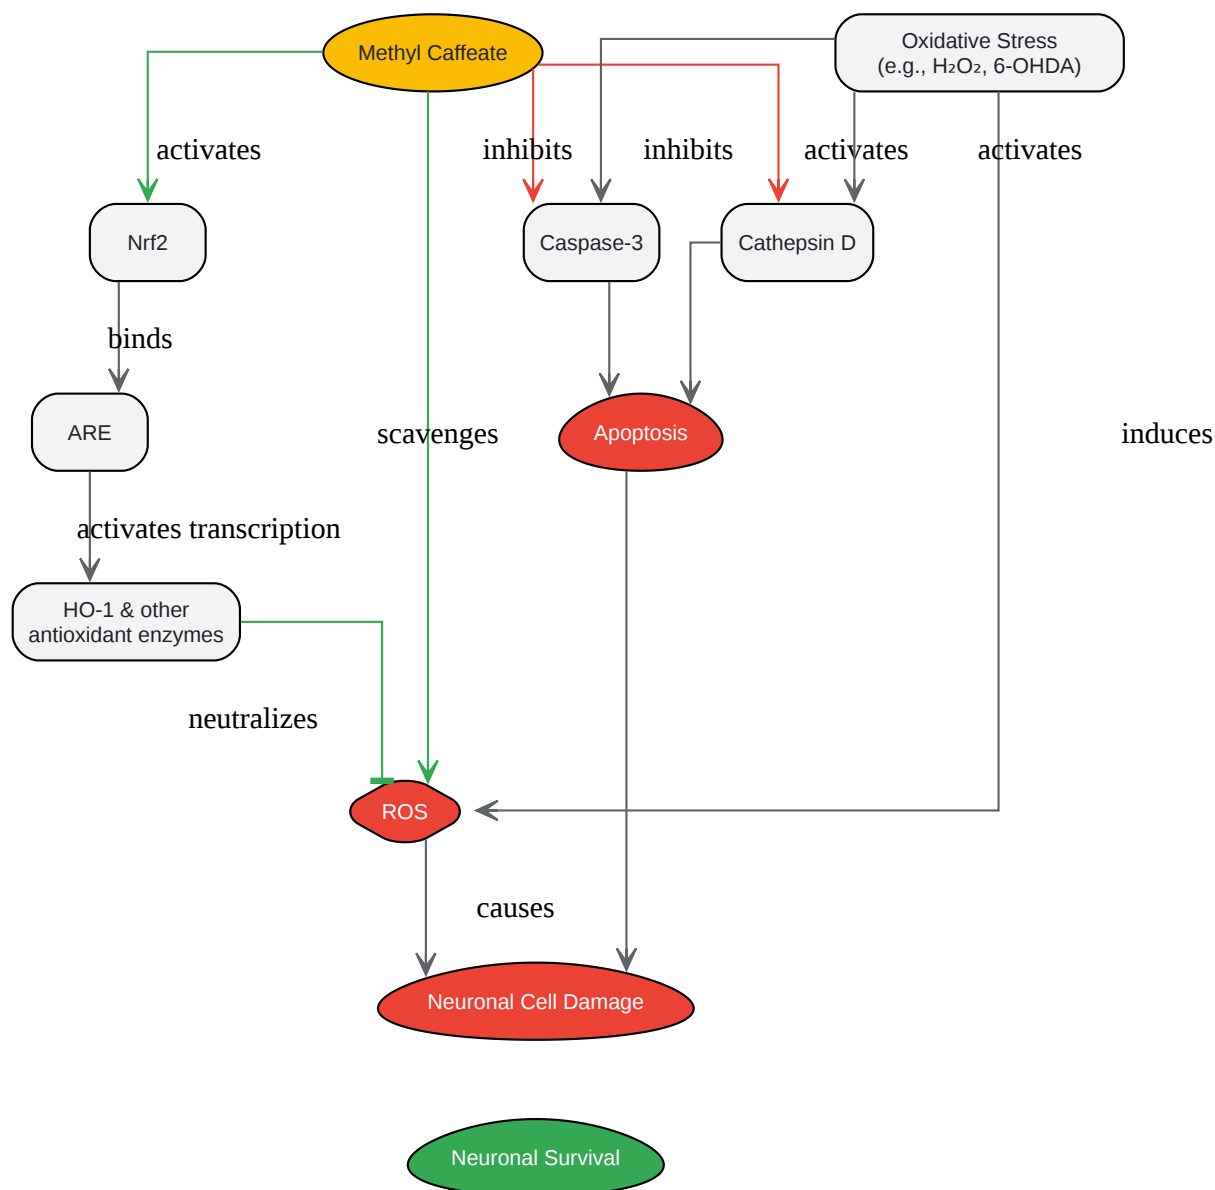 Methyl Caffeate
Oxidative Stress
(e.g., H₂O₂, 6-OHDA)
activates
inhibits
inhibits
activates
activates
Nrf2
Caspase-3
Cathepsin D
binds
ARE
scavenges
Apoptosis
induces
activates transcription
HO-1 & other
antioxidant enzymes
neutralizes
ROS
causes
Neuronal Cell Damage
Neuronal Survival